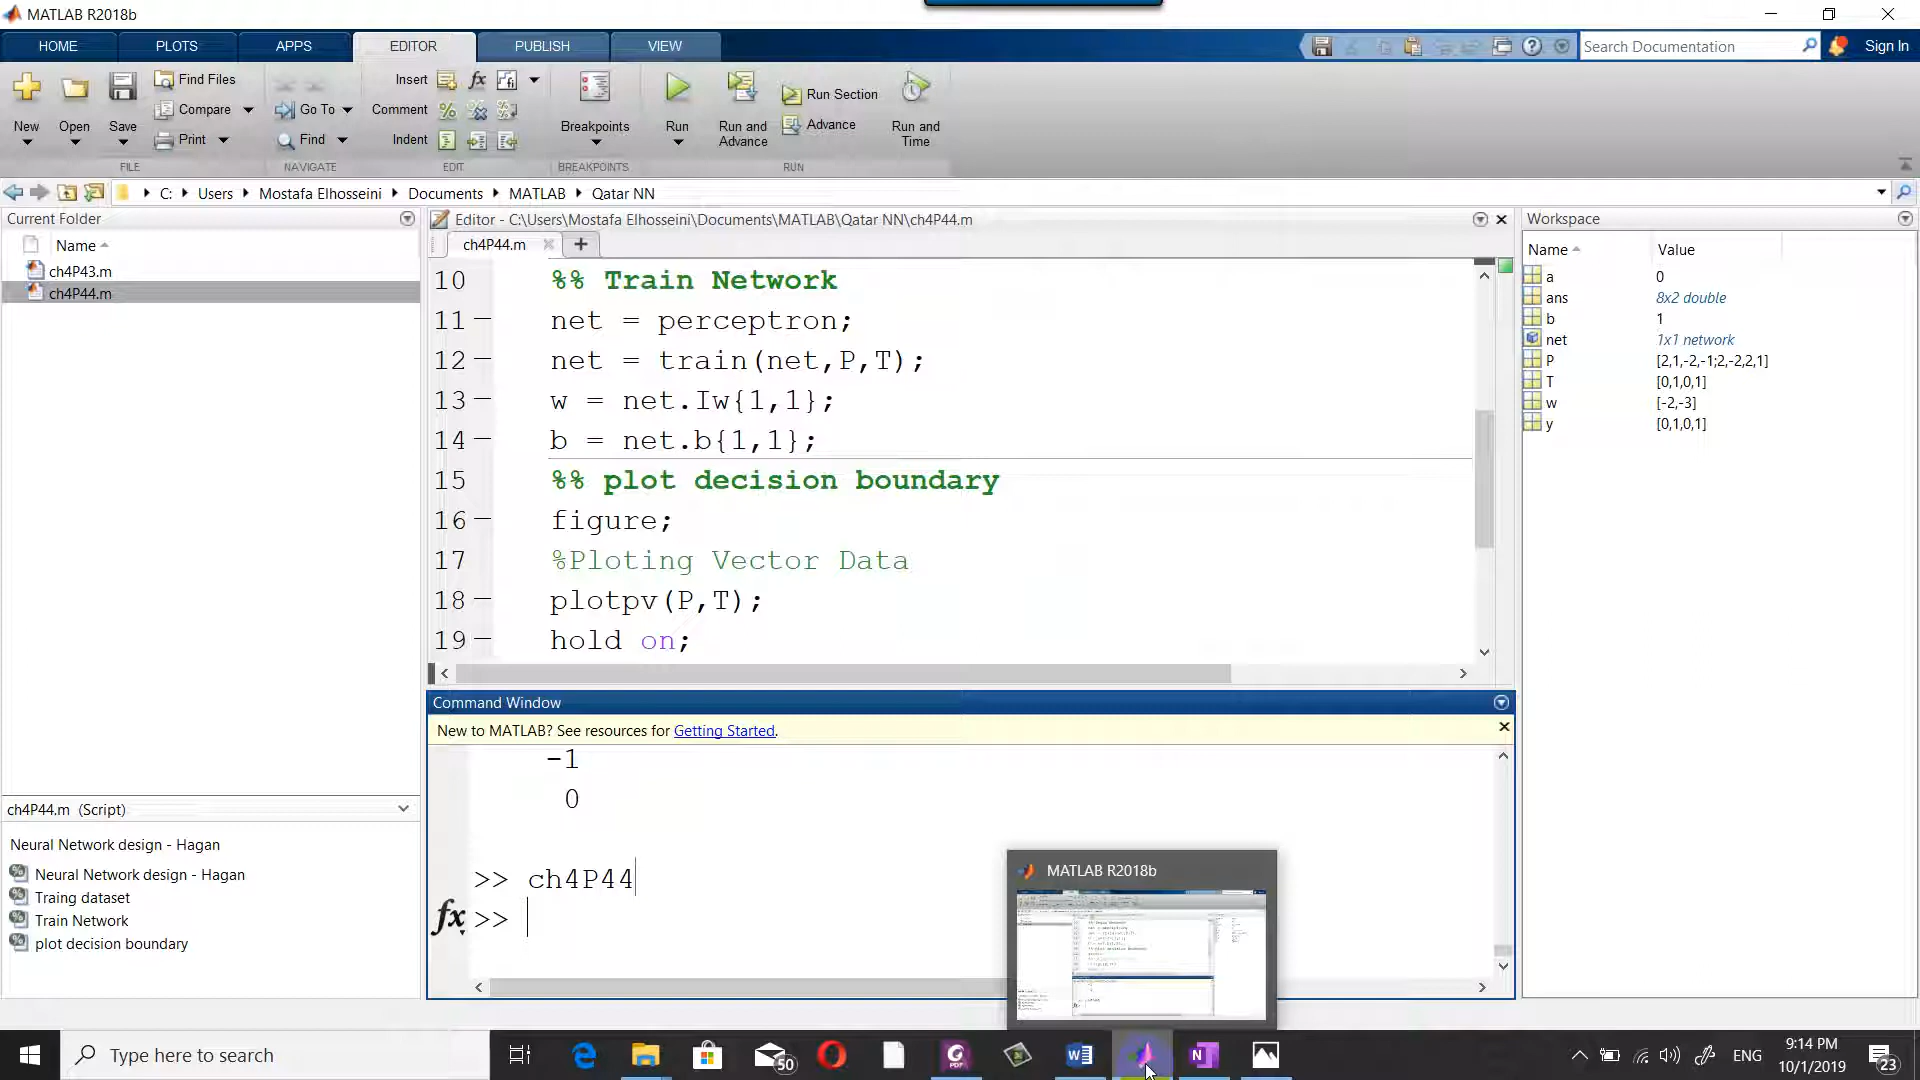 MATLAB R2018b
HOME
PLOTS
APPS
EDITOR
PUBLISH
VIEW
Search Documentation
Sign In
New
Open
Save
Find Files
Compare
Print
Go To
Find
Insert
Comment
Indent
fx
Breakpoints
Run
Run and Advance
Run Section
Advance
Run and Time
FILE
NAVIGATE
EDIT
BREAKPOINTS
RUN
C:
Users
Mostafa Elhosseini
Documents
MATLAB
Qatar NN
Current Folder
Name
ch4P43.m
ch4P44.m
ch4P44.m (Script)
Neural Network design - Hagan
Neural Network design - Hagan
Traing dataset
Train Network
plot decision boundary
Editor - C:\Users\Mostafa Elhosseini\Documents\MATLAB\Qatar NN\ch4P44.m
ch4P44.m
10 %% Train Network
11 net = perceptron;
12 net = train(net,P,T);
13 w = net.Iw{1,1};
14 b = net.b{1,1};
15 %% plot decision boundary
16 figure;
17 %Ploting Vector Data
18 plotpv(P,T);
19 hold on;
Command Window
New to MATLAB? See resources for Getting Started.
-1
0
>> ch4P44
fx >>
MATLAB R2018b
Workspace
Name Value
a 0
ans 8x2 double
b 1
net 1x1 network
P [2,1,-2,-1;2,-2,2,1]
T [0,1,0,1]
w [-2,-3]
y [0,1,0,1]
Type here to search
50
ENG
9:14 PM
10/1/2019
23